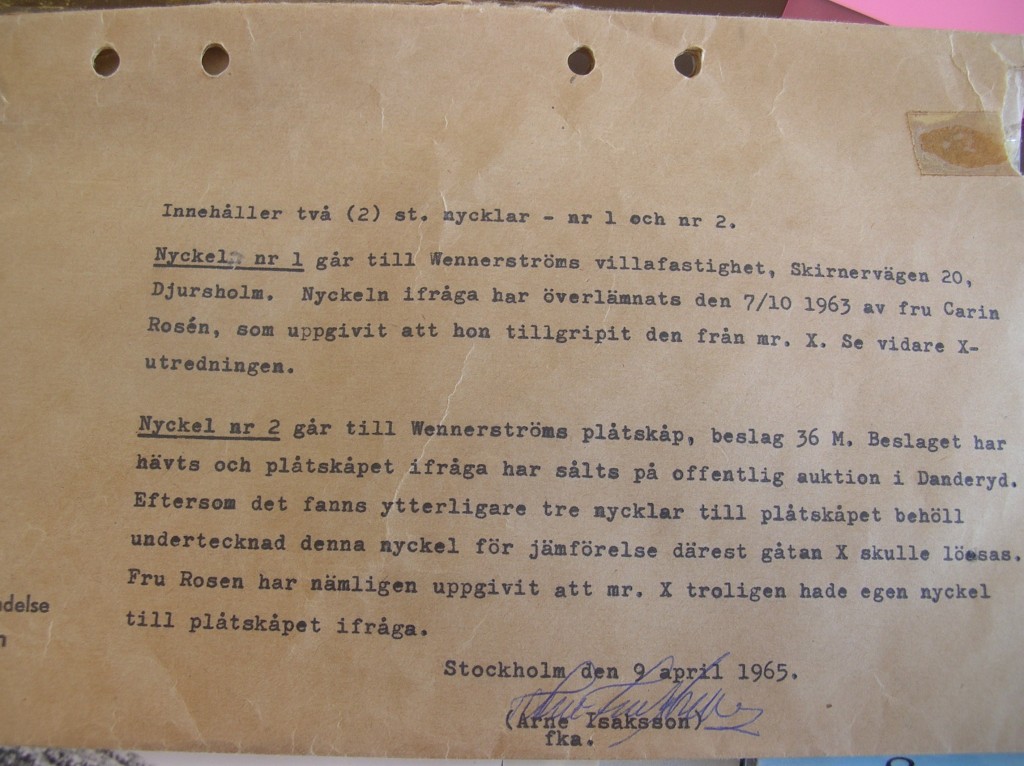 Innehåller två (2) st. nycklar - nr 1 och nr 2.
Nyckel nr 1 går till Wennerströms villafastighet, Skirnervägen 20,
Djursholm. Nyckeln ifråga har överlämnats den 7/10 1963 av fru Carin
Rosén, som uppgivit att hon tillgripit den från mr. X. Se vidare X-
utredningen.
Nyckel nr 2 går till Wennerströms plåtskåp, beslag 36 M. Beslaget har
hävts och plåtskåpet ifråga har sålts på offentlig auktion i Danderyd.
Eftersom det fanns ytterligare tre nycklar till plåtskåpet behöll
undertecknad denna nyckel för jämförelse därest gåtan X skulle lösas.
Fru Rosen har nämligen uppgivit att mr. X troligen hade egen nyckel
till plåtskåpet ifråga.
Stockholm den 9 april 1965.
(Arne Isaksson)
fka.